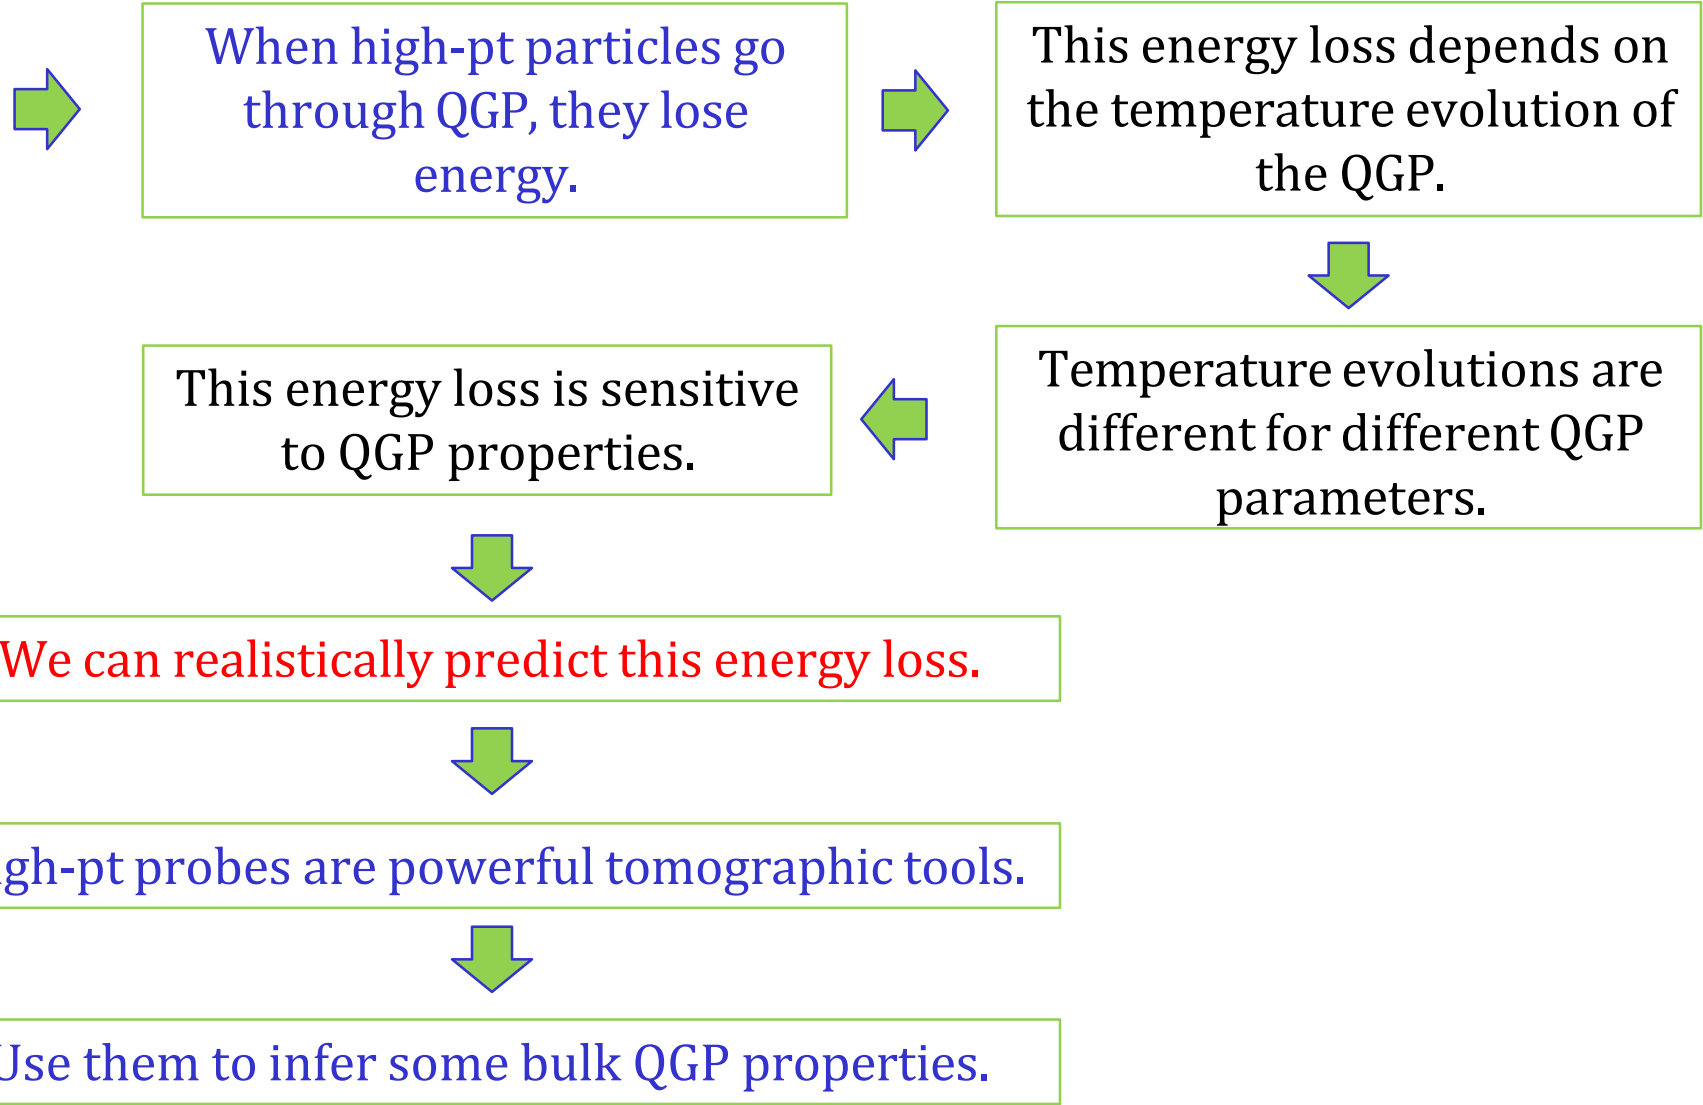 When high-pt particles go
through QGP, they lose
energy.
This energy loss depends on
the temperature evolution of
the QGP.
Temperature evolutions are
different for different QGP
parameters.
This energy loss is sensitive
to QGP properties.
We can realistically predict this energy loss.
gh-pt probes are powerful tomographic tools.
Use them to infer some bulk QGP properties.